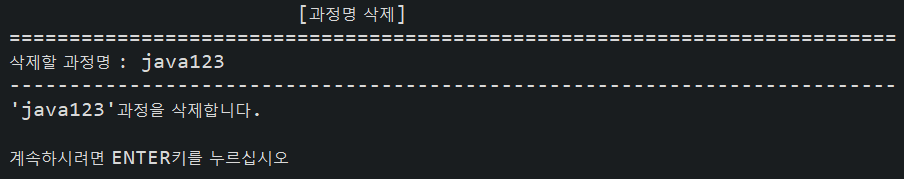 [과정명 삭제]
==========================================================================
삭제할 과정명 : java123
--------------------------------------------------------------------------
'java123'과정을 삭제합니다.
계속하시려면 ENTER키를 누르십시오